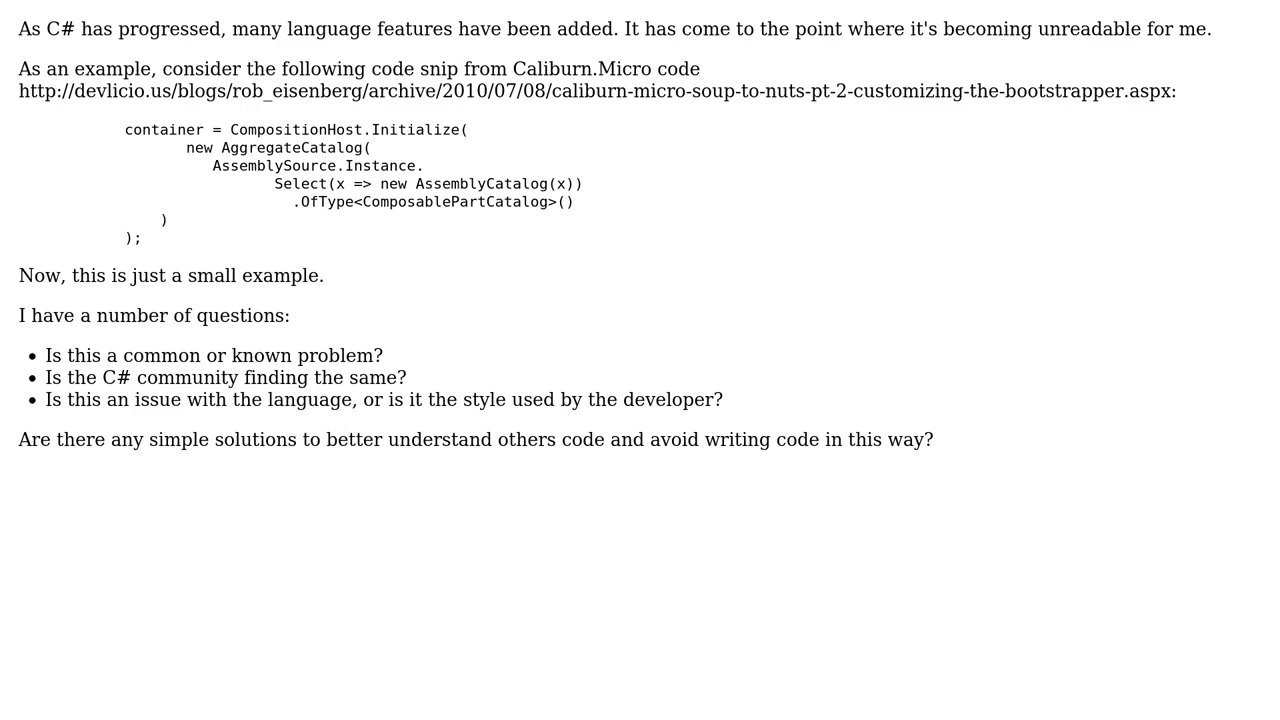 As C# has progressed, many language features have been added. It has come to the point where it's becoming unreadable for me.
As an example, consider the following code snip from Caliburn.Micro code
http://devlicio.us/blogs/rob_eisenberg/archive/2010/07/08/caliburn-micro-soup-to-nuts-pt-2-customizing-the-bootstrapper.aspx:
container = CompositionHost.Initialize(
new AggregateCatalog(
AssemblySource.Instance.
Select(x => new AssemblyCatalog(x))
.OfType<ComposablePartCatalog>()
)
);
Now, this is just a small example.
I have a number of questions:
• Is this a common or known problem?
• Is the C# community finding the same?
• Is this an issue with the language, or is it the style used by the developer?
Are there any simple solutions to better understand others code and avoid writing code in this way?